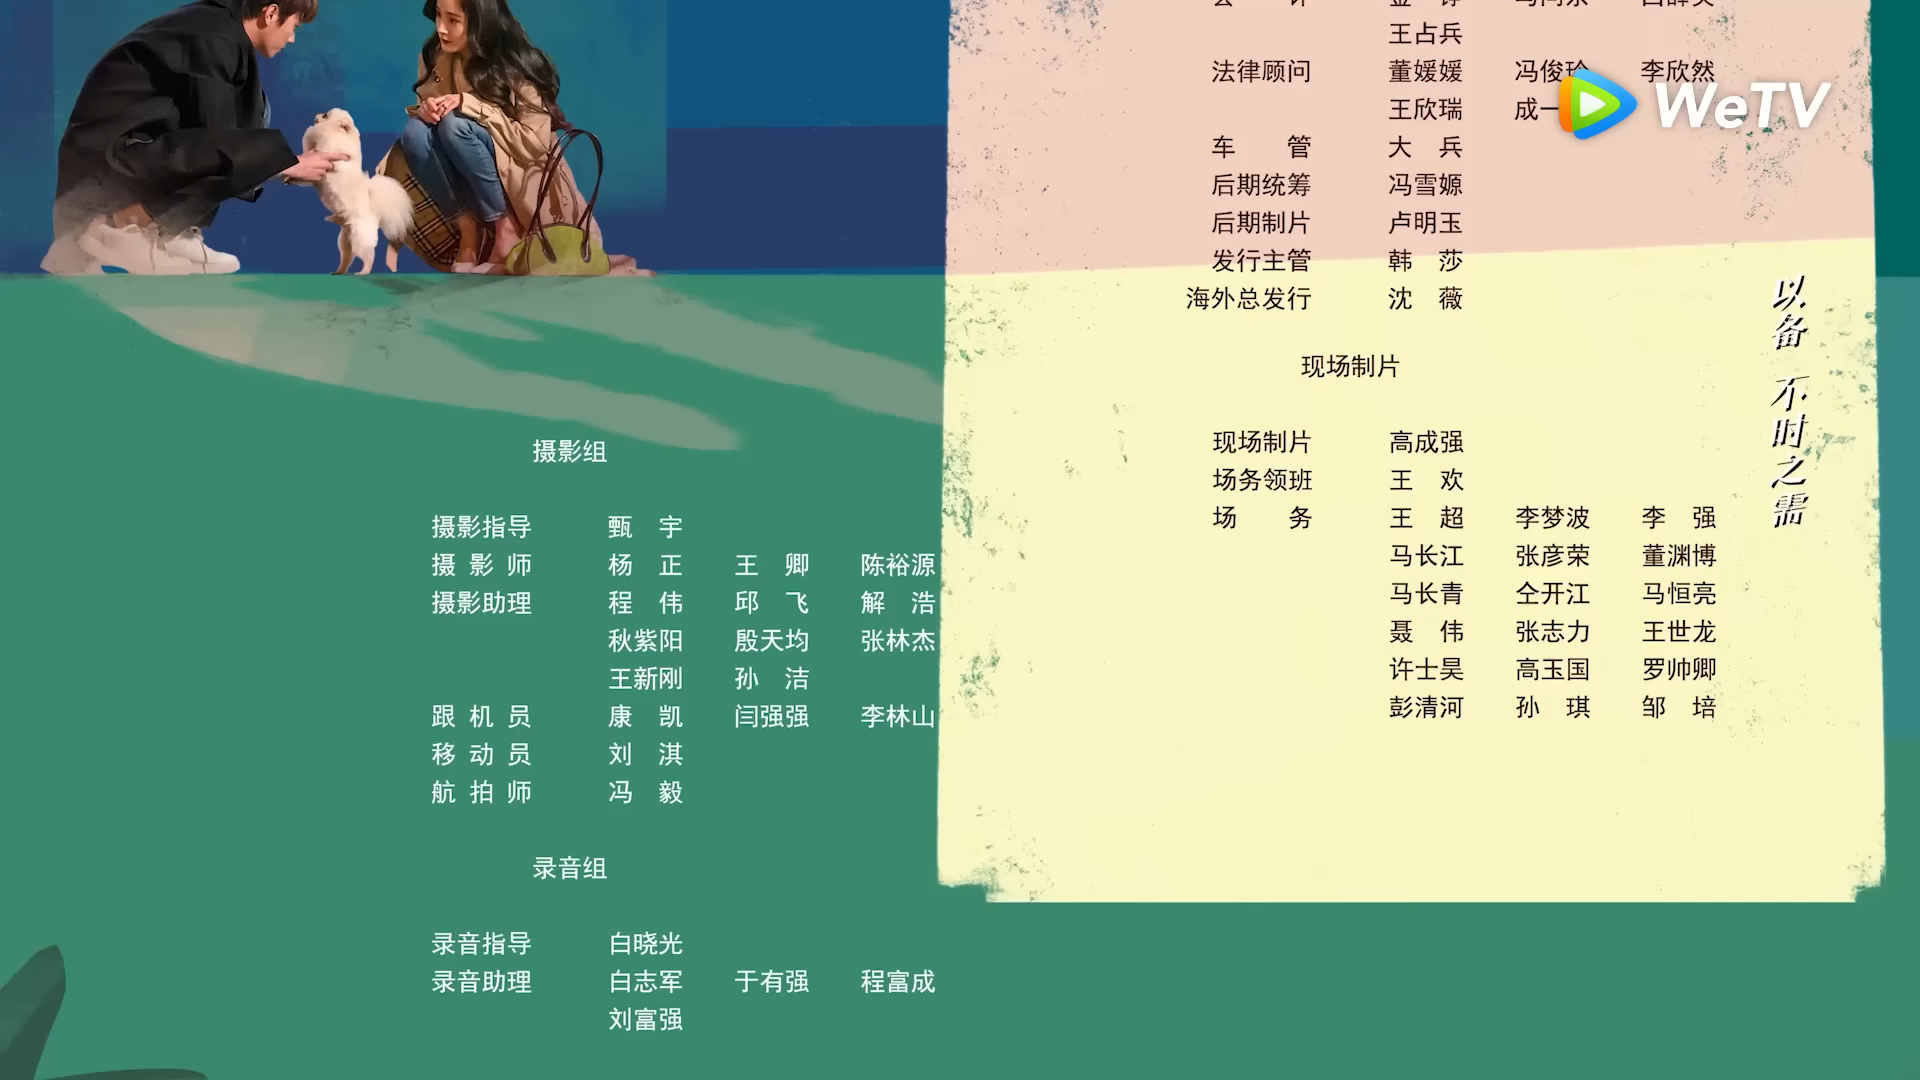 摄影组
摄影指导 甄 宇
摄 影 师 杨 正 王 卿 陈裕源
摄影助理 程 伟 邱 飞 解 浩
秋紫阳 殷天均 张林杰
王新刚 孙 洁
跟 机 员 康 凯 闫强强 李林山
移 动 员 刘 淇
航 拍 师 冯 毅
录音组
录音指导 白晓光
录音助理 白志军 于有强 程富成
刘富强
王占兵
法律顾问 董媛媛 冯俊玲 李欣然
王欣瑞 成一
车 管 大 兵
后期统筹 冯雪嫄
后期制片 卢明玉
发行主管 韩 莎
海外总发行 沈 薇
现场制片
现场制片 高成强
场务领班 王 欢
场 务 王 超 李梦波 李 强
马长江 张彦荣 董渊博
马长青 仝开江 马恒亮
聂 伟 张志力 王世龙
许士昊 高玉国 罗帅卿
彭清河 孙 琪 邹 培
WeTV
以备 不时之需